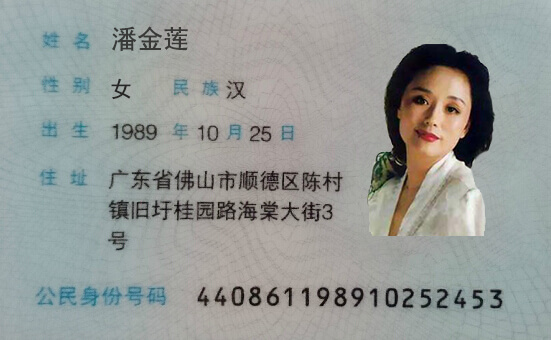 姓名 潘金莲
性别 女 民族 汉
出生 1989 年 10 月 25 日
住址 广东省佛山市顺德区陈村
镇旧圩桂园路海棠大街3
号
公民身份号码 440861198910252453